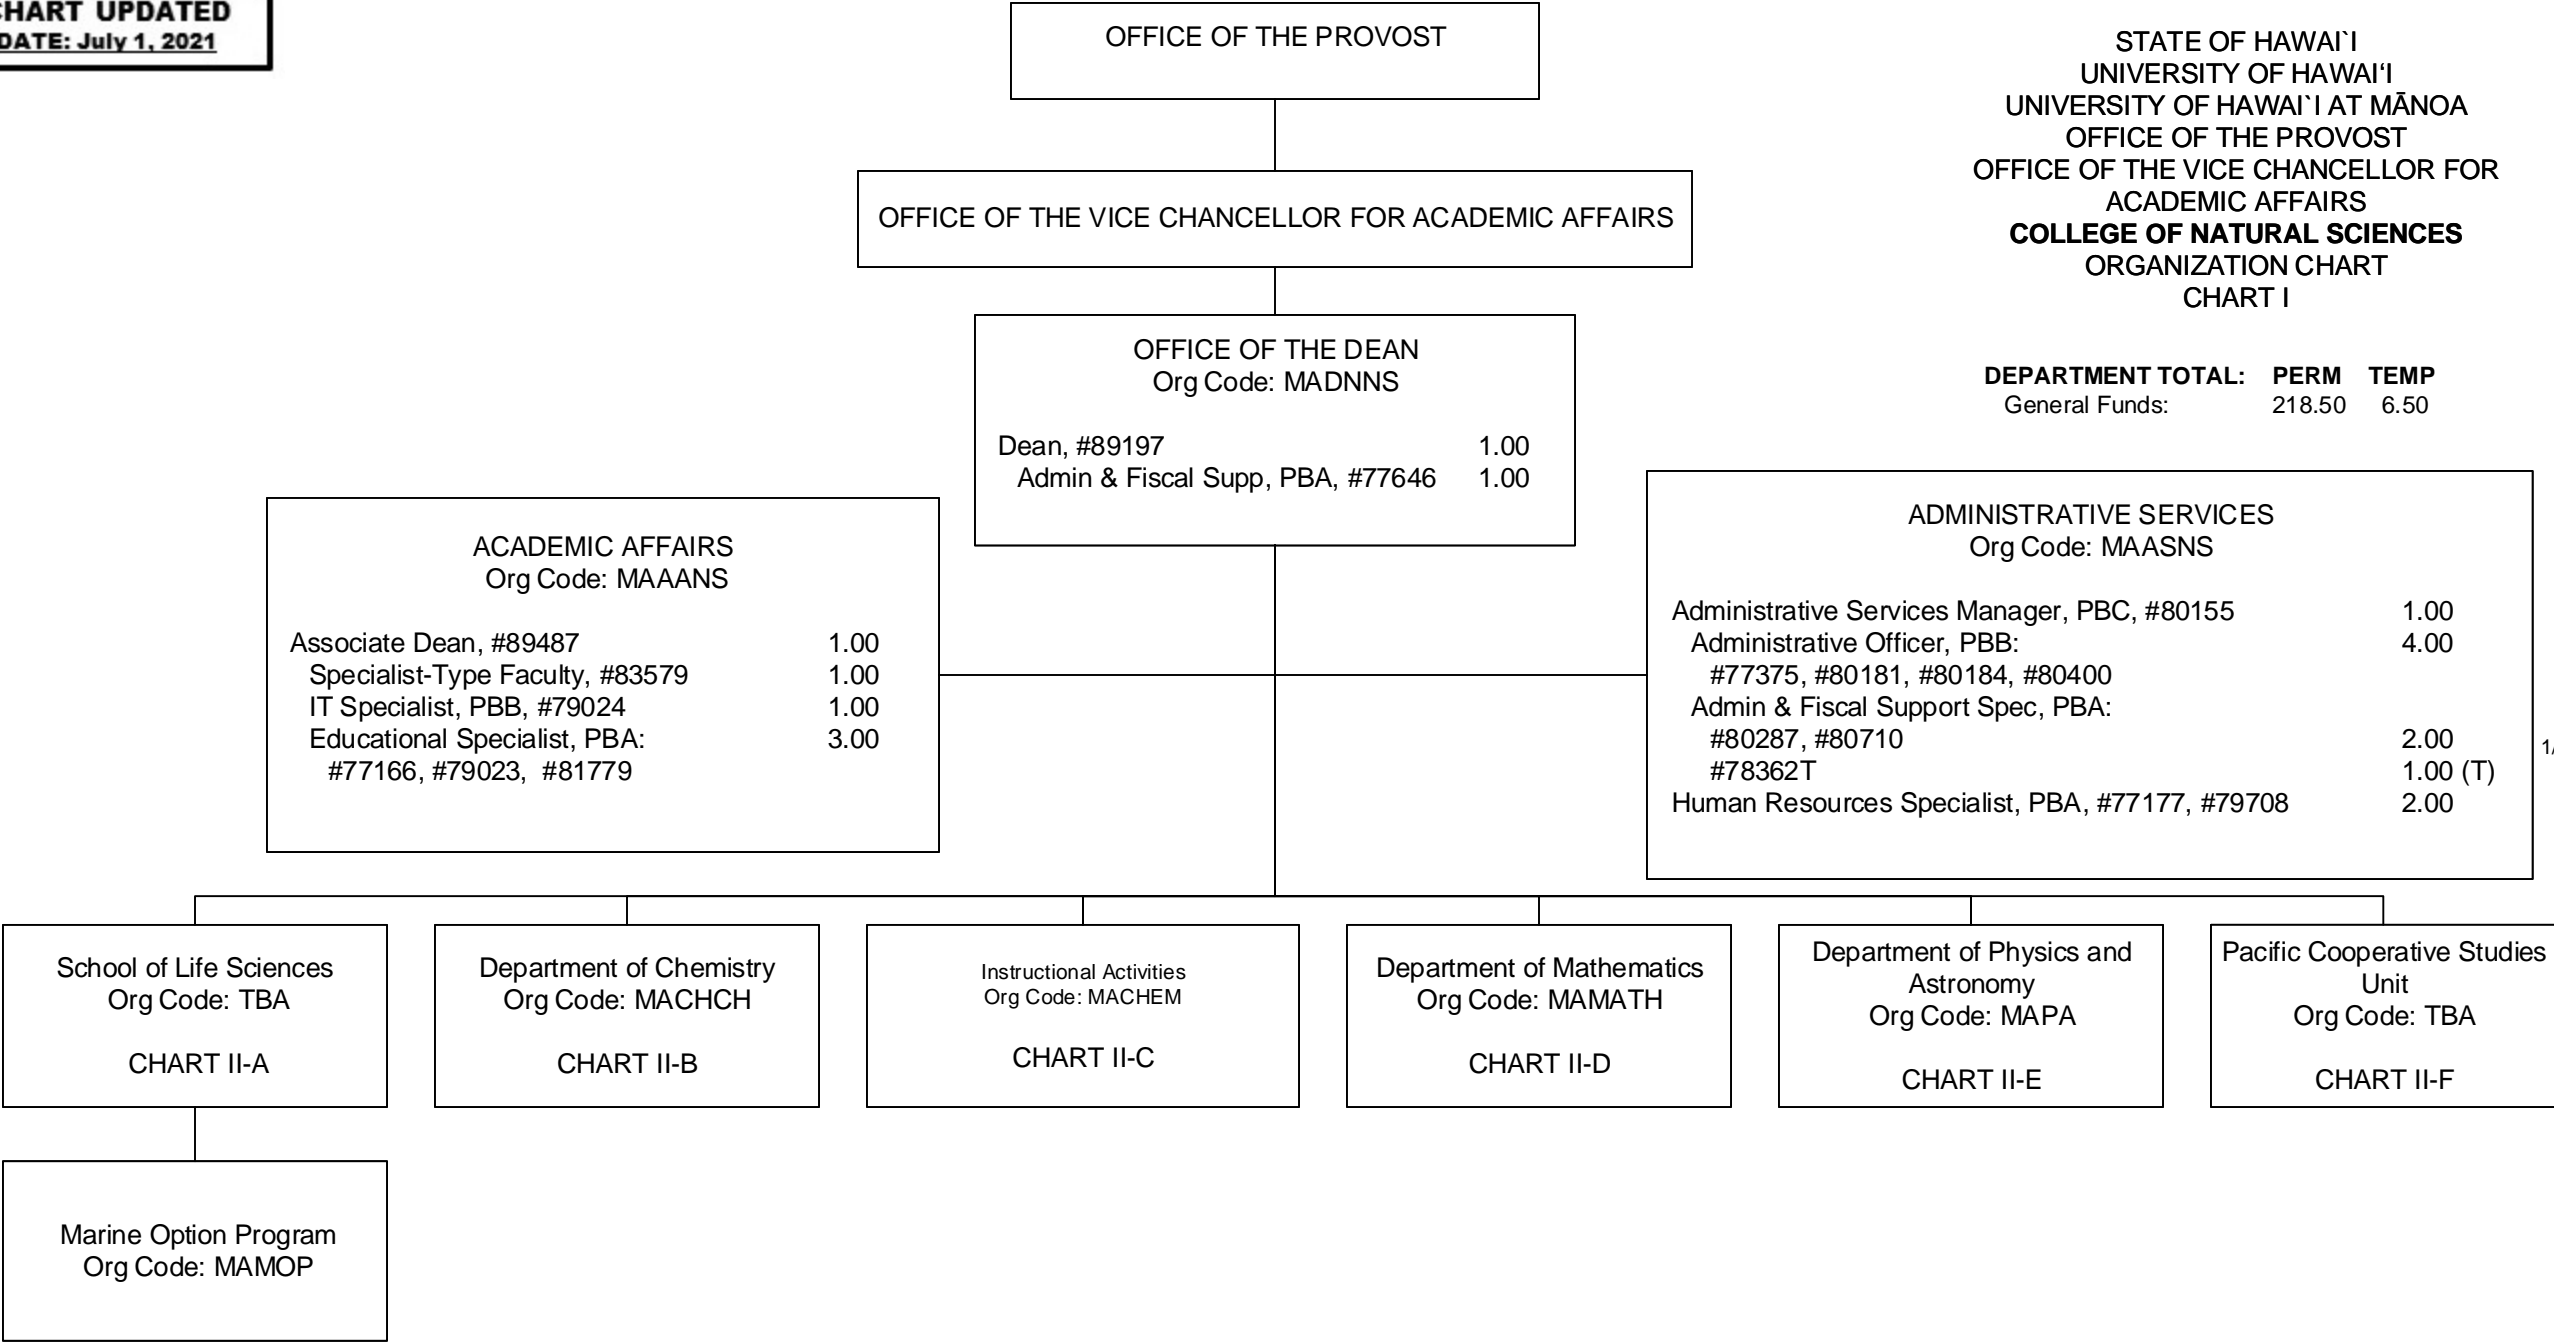 CHART UPDATED
DATE: July 1, 2021
OFFICE OF THE PROVOST
STATE OF HAWAI`I
UNIVERSITY OF HAWAI‘I
UNIVERSITY OF HAWAI`I AT MĀNOA
OFFICE OF THE PROVOST
OFFICE OF THE VICE CHANCELLOR FOR
ACADEMIC AFFAIRS
COLLEGE OF NATURAL SCIENCES
ORGANIZATION CHART
CHART I
OFFICE OF THE VICE CHANCELLOR FOR ACADEMIC AFFAIRS
DEPARTMENT TOTAL: PERM TEMP
General Funds: 218.50 6.50
OFFICE OF THE DEAN
Org Code: MADNNS
Dean, #89197 1.00
Admin & Fiscal Supp, PBA, #77646 1.00
ACADEMIC AFFAIRS
Org Code: MAAANS
Associate Dean, #89487 1.00
Specialist-Type Faculty, #83579 1.00
IT Specialist, PBB, #79024 1.00
Educational Specialist, PBA: 3.00
#77166, #79023, #81779
ADMINISTRATIVE SERVICES
Org Code: MAASNS
Administrative Services Manager, PBC, #80155 1.00
Administrative Officer, PBB: 4.00
#77375, #80181, #80184, #80400
Admin & Fiscal Support Spec, PBA:
#80287, #80710 2.00 1/
#78362T 1.00 (T)
Human Resources Specialist, PBA, #77177, #79708 2.00
School of Life Sciences
Org Code: TBA
CHART II-A
Department of Chemistry
Org Code: MACHCH
CHART II-B
Instructional Activities
Org Code: MACHEM
CHART II-C
Department of Mathematics
Org Code: MAMATH
CHART II-D
Department of Physics and
Astronomy
Org Code: MAPA
CHART II-E
Pacific Cooperative Studies
Unit
Org Code: TBA
CHART II-F
Marine Option Program
Org Code: MAMOP